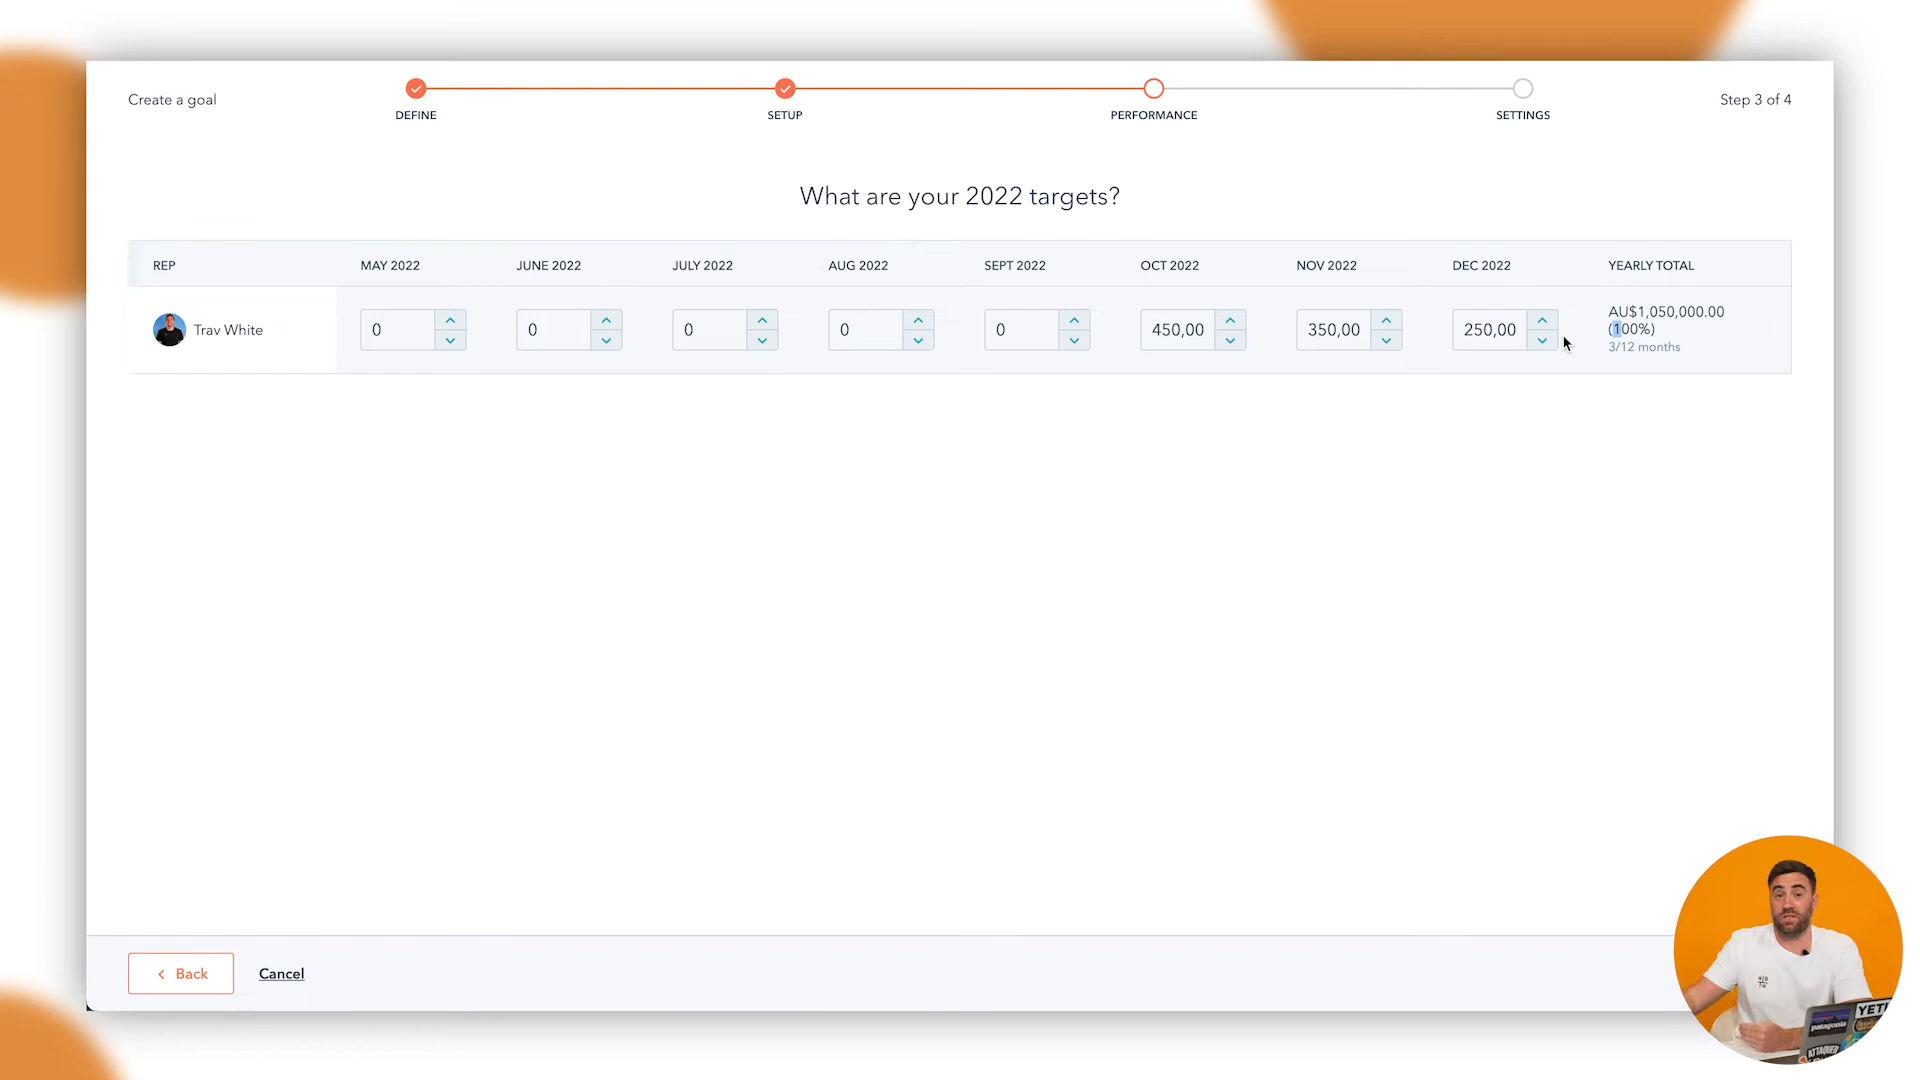 Create a goal
DEFINE
SETUP
PERFORMANCE
SETTINGS
Step 3 of 4
What are your 2022 targets?
REP MAY 2022 JUNE 2022 JULY 2022 AUG 2022 SEPT 2022 OCT 2022 NOV 2022 DEC 2022 YEARLY TOTAL
Trav White 0 0 0 0 0 450,00 350,00 250,00
AU$1,050,000.00
(100%)
3/12 months
Back
Cancel
YETI
patagonia
ATTAQUER